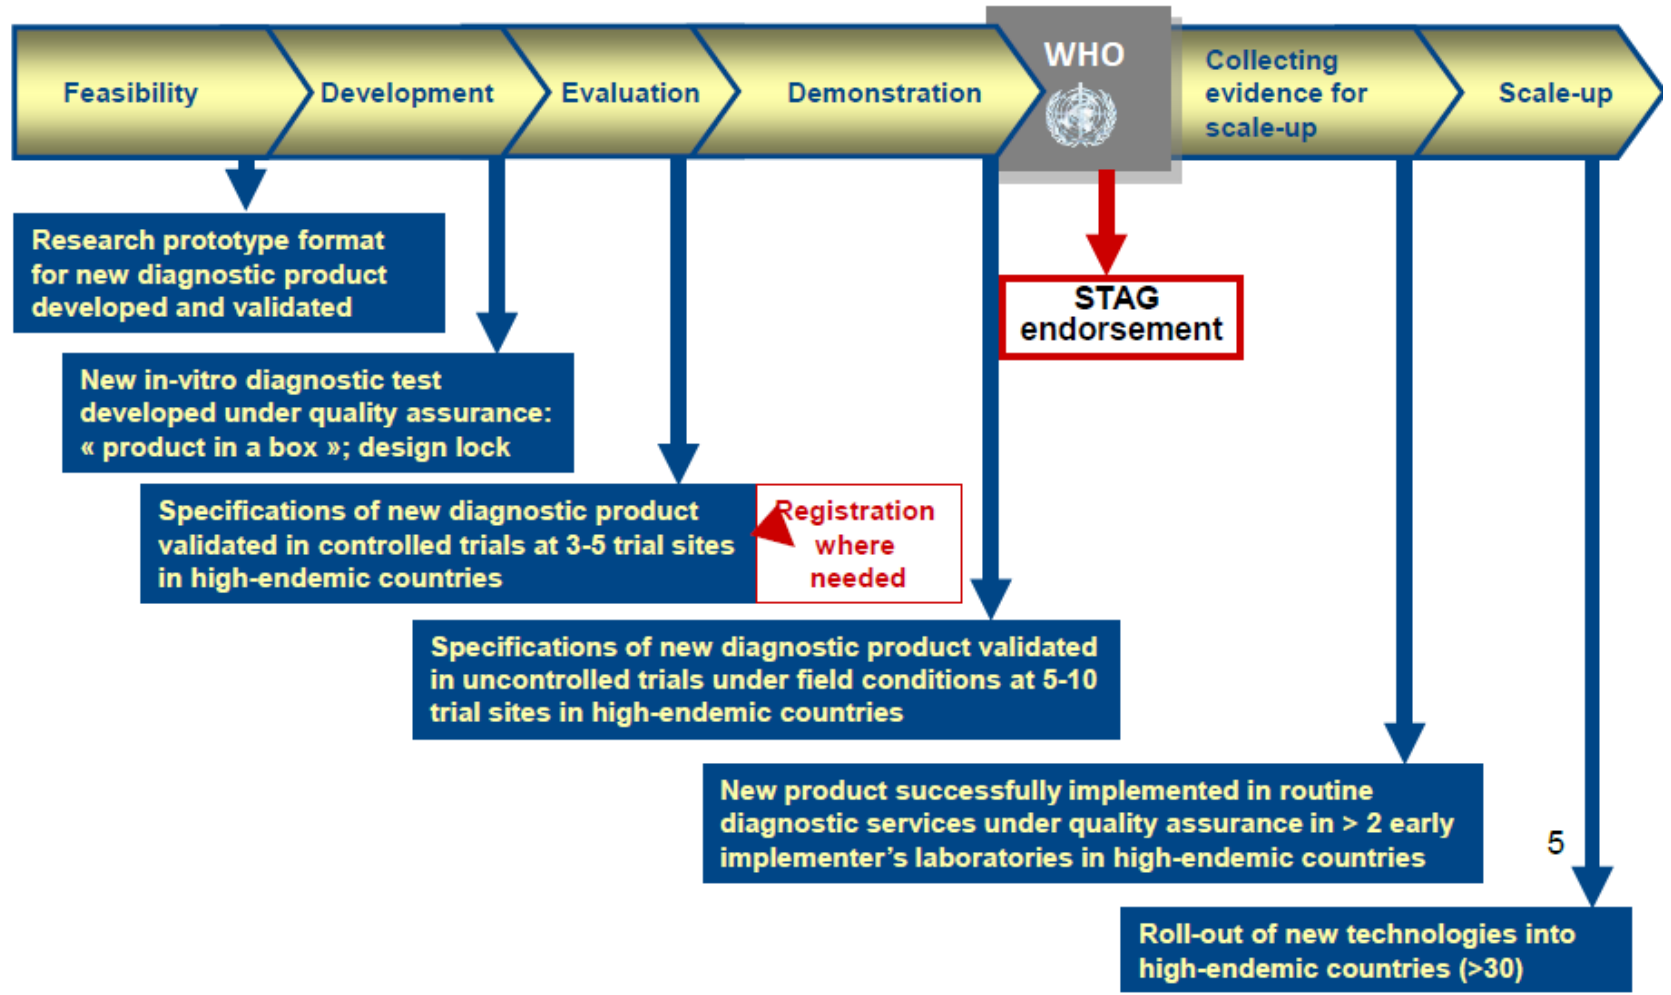 Feasibility
Development
Evaluation
Demonstration
WHO
Collecting
evidence for
scale-up
Scale-up
Research prototype format
for new diagnostic product
developed and validated
STAG
endorsement
New in-vitro diagnostic test
developed under quality assurance:
« product in a box »; design lock
Specifications of new diagnostic product
validated in controlled trials at 3-5 trial sites
in high-endemic countries
Registration
where
needed
Specifications of new diagnostic product validated
in uncontrolled trials under field conditions at 5-10
trial sites in high-endemic countries
New product successfully implemented in routine
diagnostic services under quality assurance in > 2 early
implementer's laboratories in high-endemic countries
5
Roll-out of new technologies into
high-endemic countries (>30)